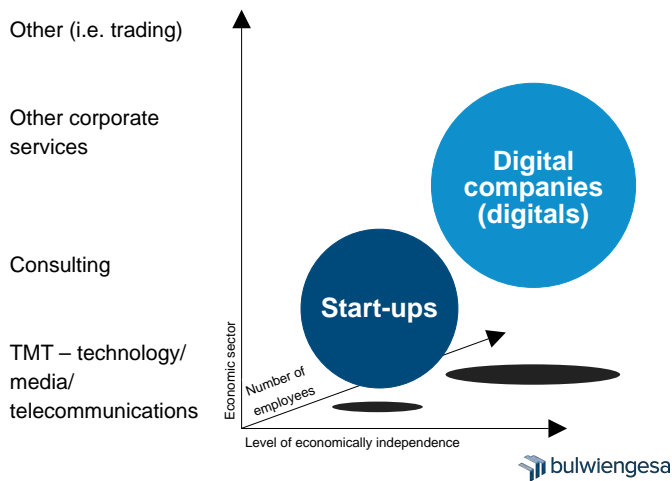 Other (i.e. trading)
Other corporate
services
Digital
companies
(digitals)
Consulting
Start-ups
TMT – technology/
media/
telecommunications
Economic sector
Number of
employees
Level of economically independence
bulwiengesa